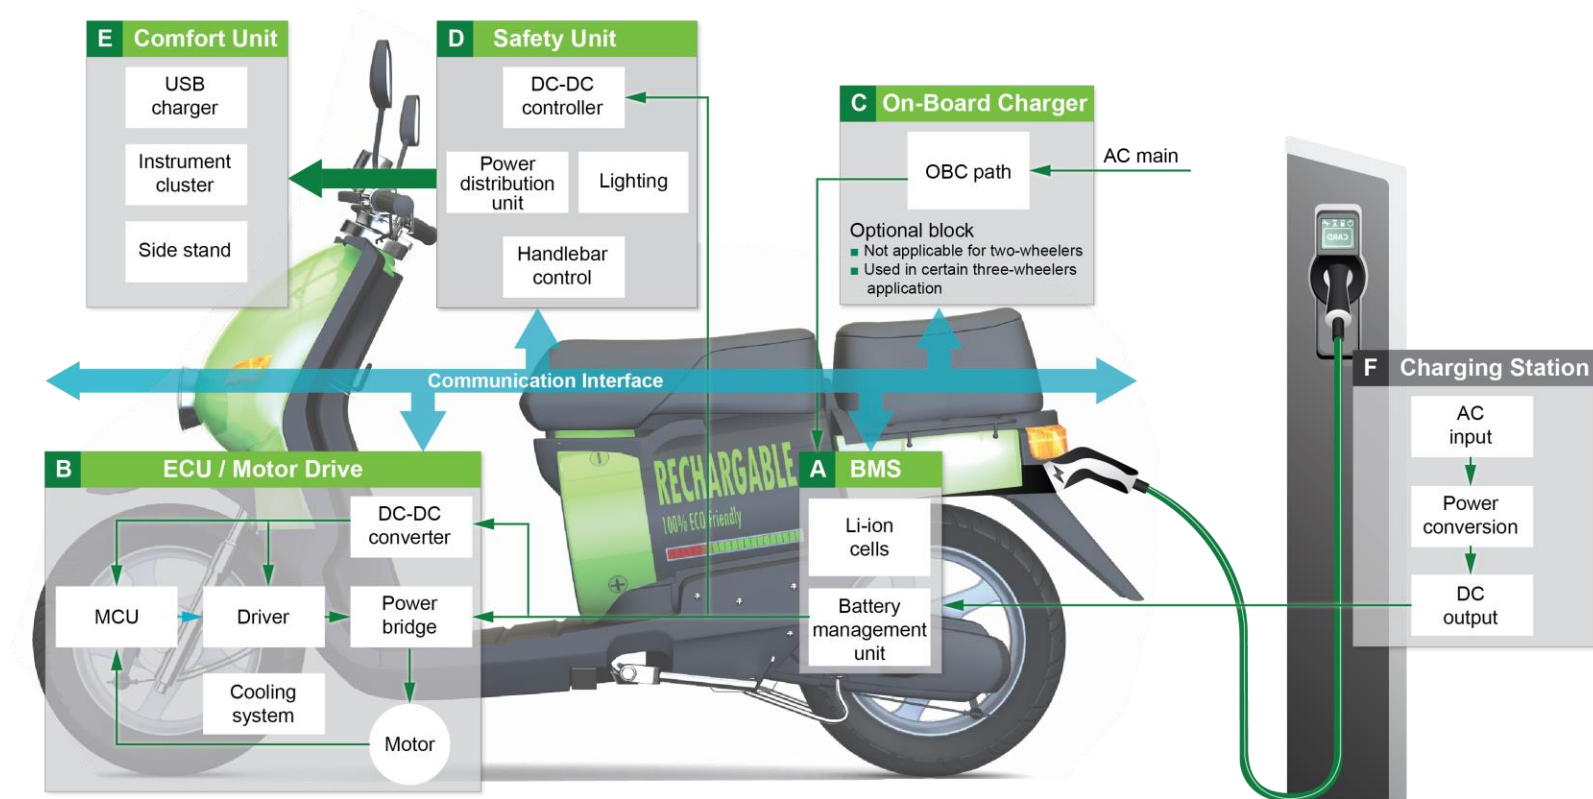 E Comfort Unit
USB
charger
Instrument
cluster
Side stand
D Safety Unit
DC-DC
controller
Power
distribution
unit
Lighting
Handlebar
control
C On-Board Charger
OBC path
AC main
Optional block
Not applicable for two-wheelers
Used in certain three-wheelers
application
Communication Interface
B ECU / Motor Drive
DC-DC
converter
MCU
Driver
Power
bridge
Cooling
system
Motor
RECHARGABLE
100% ECO Friendly
A BMS
Li-ion
cells
Battery
management
unit
F Charging Station
AC
input
Power
conversion
DC
output
CARD